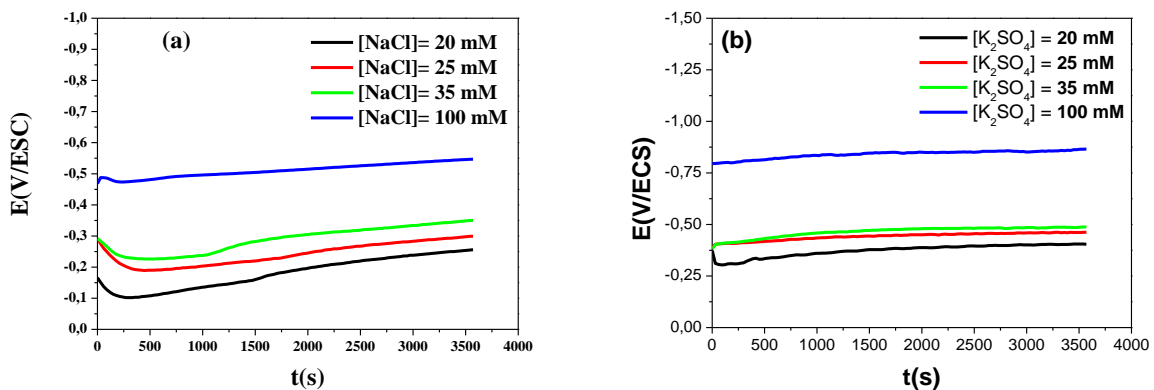 (a)
[NaCl]= 20 mM
[NaCl]= 25 mM
[NaCl]= 35 mM
[NaCl]= 100 mM
-1,0
-0,9
-0,8
-0,7
-0,6
-0,5
-0,4
-0,3
-0,2
-0,1
0,0
E(V/ESC)
0 500 1000 1500 2000 2500 3000 3500 4000
t(s)
(b)
[K₂SO₄] = 20 mM
[K₂SO₄] = 25 mM
[K₂SO₄] = 35 mM
[K₂SO₄] = 100 mM
-1,50
-1,25
-1,00
-0,75
-0,50
-0,25
0,00
E(V/ECS)
0 500 1000 1500 2000 2500 3000 3500 4000
t(s)